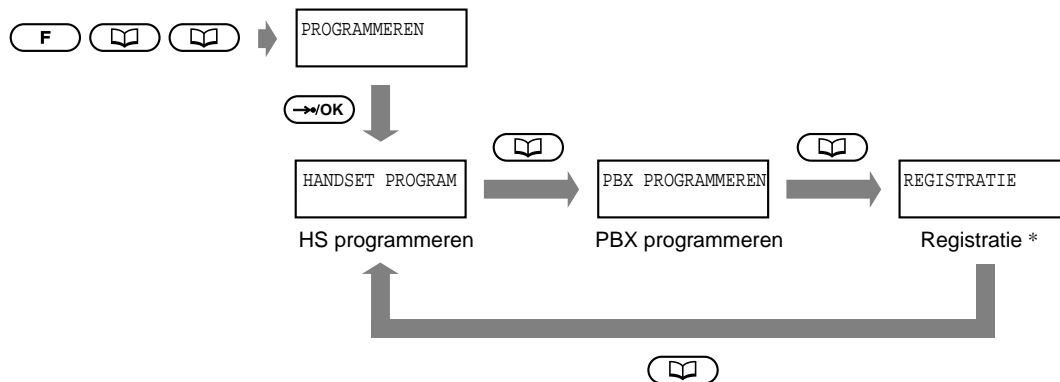 F
PROGRAMMEREN
/OK
HANDSET PROGRAM
PBX PROGRAMMEREN
REGISTRATIE
HS programmeren
PBX programmeren
Registratie *